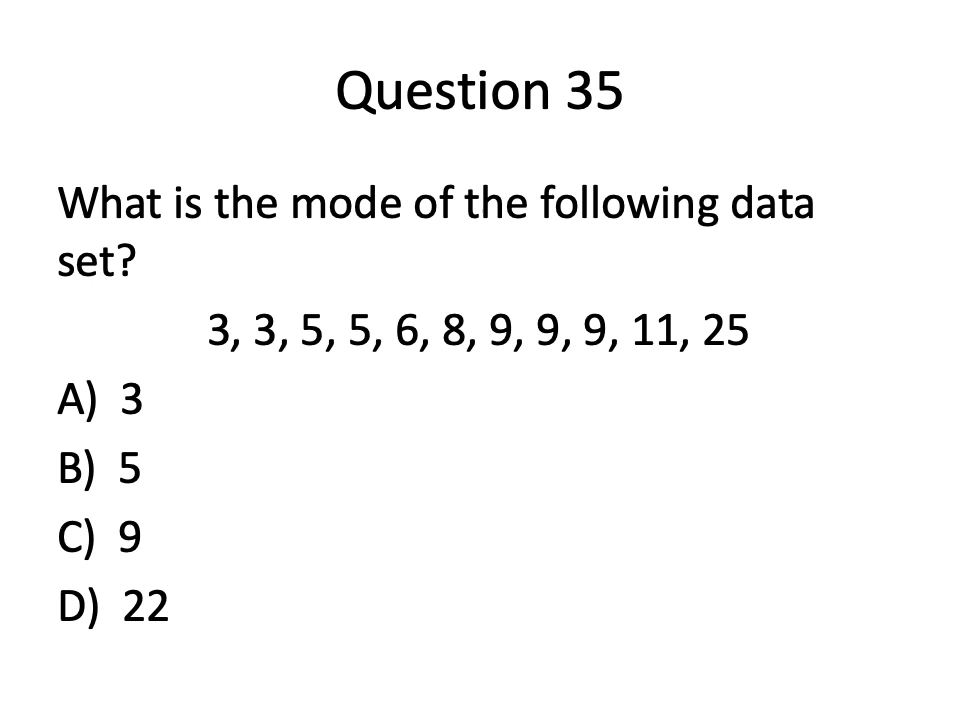 Question 35
What is the mode of the following data
set?
3, 3, 5, 5, 6, 8, 9, 9, 9, 11, 25
A) 3
B) 5
C) 9
D) 22